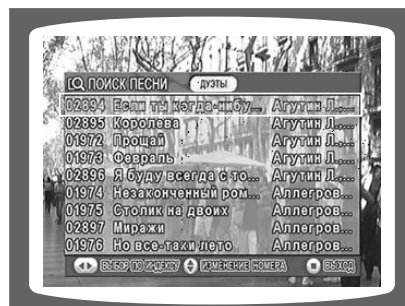 ПОИСК ПЕСНИ ДУЭТЫ
02894 Если ты когда-нибу... Агутин Л.,...
02895 Королева Агутин Л.,...
01972 Прощай Агутин Л.,...
01973 Февраль Агутин Л.,...
02896 Я буду всегда с то... Агутин Л.,...
01974 Незаконченный ром... Аллегров...
01975 Столик на двоих Аллегров...
02897 Миражи Аллегров...
01976 Но все-таки лето Аллегров...
ВЫБОР ПО ИНДЕКСУ ИЗМЕНЕНИЕ НОМЕРА ВЫХОД